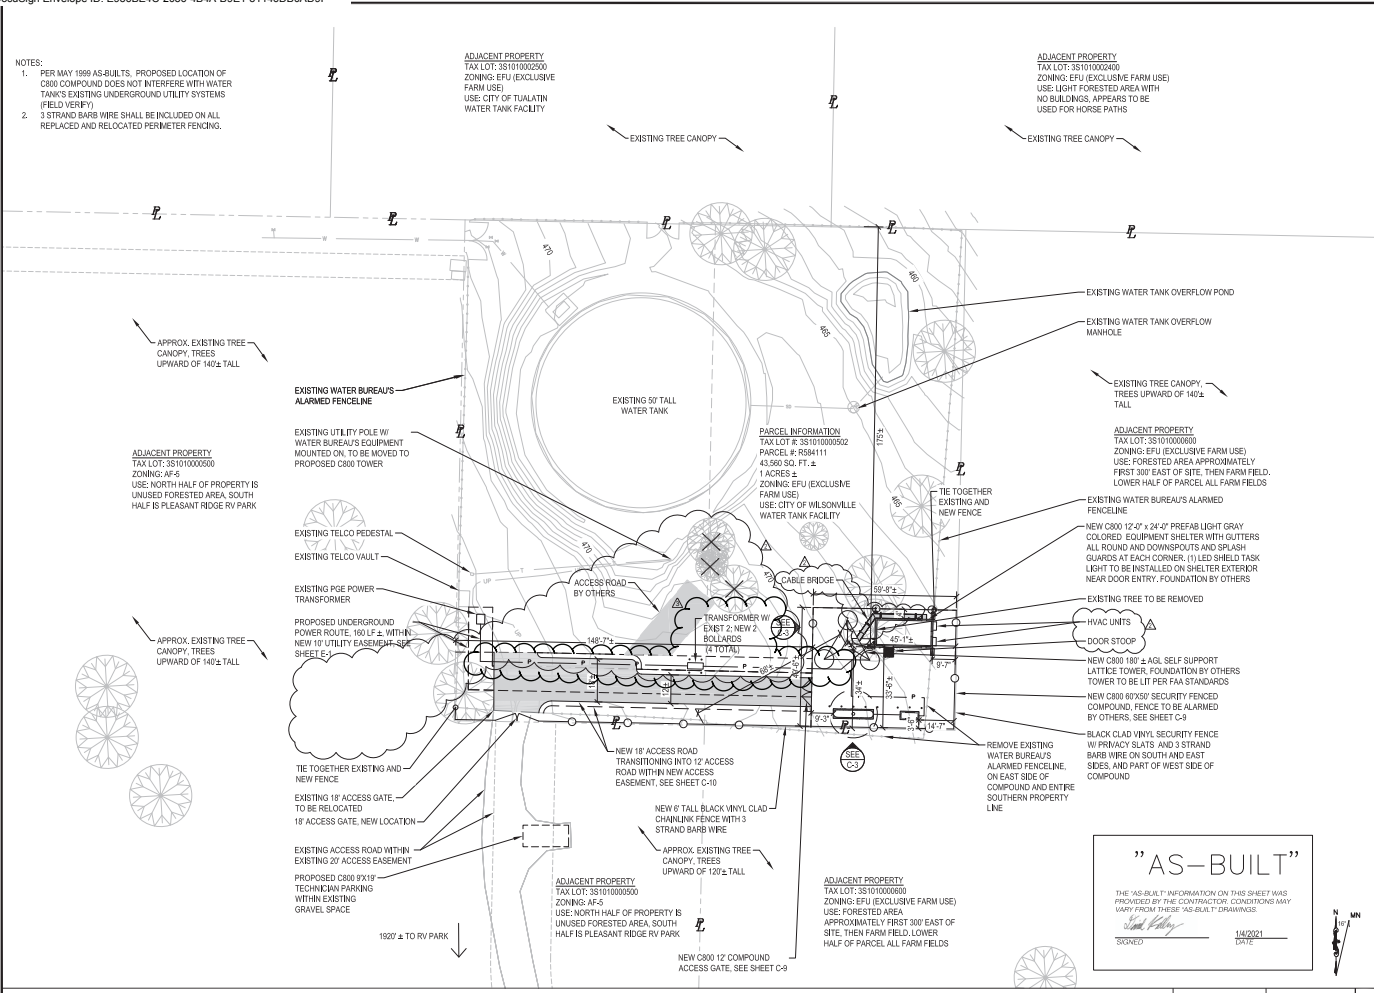 NOTES:
1. PER MAY 1999 AS-BUILTS, PROPOSED LOCATION OF
C800 COMPOUND DOES NOT INTERFERE WITH WATER
TANK'S EXISTING UNDERGROUND UTILITY SYSTEMS
(FIELD VERIFY)
2. 3 STRAND BARB WIRE SHALL BE INCLUDED ON ALL
REPLACED AND RELOCATED PERIMETER FENCING.
ADJACENT PROPERTY
TAX LOT: 3S1010002500
ZONING: EFU (EXCLUSIVE
FARM USE)
USE: CITY OF TUALATIN
WATER TANK FACILITY
ADJACENT PROPERTY
TAX LOT: 3S1010002400
ZONING: EFU (EXCLUSIVE FARM USE)
USE: LIGHT FORESTED AREA WITH
NO BUILDINGS, APPEARS TO BE
USED FOR HORSE PATHS
EXISTING TREE CANOPY
EXISTING TREE CANOPY
470
460
465
EXISTING WATER TANK OVERFLOW POND
EXISTING WATER TANK OVERFLOW
MANHOLE
APPROX. EXISTING TREE
CANOPY, TREES
UPWARD OF 140'± TALL
EXISTING WATER BUREAU'S
ALARMED FENCELINE
EXISTING 50' TALL
WATER TANK
EXISTING TREE CANOPY,
TREES UPWARD OF 140'±
TALL
EXISTING UTILITY POLE W/
WATER BUREAU'S EQUIPMENT
MOUNTED ON, TO BE MOVED TO
PROPOSED C800 TOWER
PARCEL INFORMATION
TAX LOT #: 3S1010000502
PARCEL #: R584111
43,560 SQ. FT. ±
1 ACRES ±
ZONING: EFU (EXCLUSIVE
FARM USE)
USE: CITY OF WILSONVILLE
WATER TANK FACILITY
175'±
ADJACENT PROPERTY
TAX LOT: 3S1010000600
ZONING: EFU (EXCLUSIVE FARM USE)
USE: FORESTED AREA APPROXIMATELY
FIRST 300' EAST OF SITE, THEN FARM FIELD.
LOWER HALF OF PARCEL ALL FARM FIELDS
ADJACENT PROPERTY
TAX LOT: 3S1010000500
ZONING: AF-5
USE: NORTH HALF OF PROPERTY IS
UNUSED FORESTED AREA, SOUTH
HALF IS PLEASANT RIDGE RV PARK
465
TIE TOGETHER
EXISTING AND
NEW FENCE
EXISTING WATER BUREAU'S ALARMED
FENCELINE
NEW C800 12'-0" x 24'-0" PREFAB LIGHT GRAY
COLORED EQUIPMENT SHELTER WITH GUTTERS
ALL ROUND AND DOWNSPOUTS AND SPLASH
GUARDS AT EACH CORNER. (1) LED SHIELD TASK
LIGHT TO BE INSTALLED ON SHELTER EXTERIOR
NEAR DOOR ENTRY. FOUNDATION BY OTHERS
EXISTING TELCO PEDESTAL
EXISTING TELCO VAULT
470
470
ACCESS ROAD
BY OTHERS
CABLE BRIDGE
59'-8"±
EXISTING PGE POWER
TRANSFORMER
EXISTING TREE TO BE REMOVED
HVAC UNITS
DOOR STOOP
PROPOSED UNDERGROUND
POWER ROUTE, 160 LF ±, WITHIN
NEW 10' UTILITY EASEMENT, SEE
SHEET E-1
TRANSFORMER W/
EXIST 2; NEW 2
BOLLARDS
(4 TOTAL)
SEE
C-3
148'-7"±
45'-1"±
9'-7"
APPROX. EXISTING TREE
CANOPY, TREES
UPWARD OF 140'± TALL
NEW C800 180' ± AGL SELF SUPPORT
LATTICE TOWER, FOUNDATION BY OTHERS
TOWER TO BE LIT PER FAA STANDARDS
34'±
33'-6"±
NEW C800 60'X50' SECURITY FENCED
COMPOUND, FENCE TO BE ALARMED
BY OTHERS, SEE SHEET C-9
9'-3"
14'-7"
BLACK CLAD VINYL SECURITY FENCE
W/ PRIVACY SLATS AND 3 STRAND
BARB WIRE ON SOUTH AND EAST
SIDES, AND PART OF WEST SIDE OF
COMPOUND
SEE
C-3
REMOVE EXISTING
WATER BUREAU'S
ALARMED FENCELINE,
ON EAST SIDE OF
COMPOUND AND ENTIRE
SOUTHERN PROPERTY
LINE
TIE TOGETHER EXISTING AND
NEW FENCE
NEW 18' ACCESS ROAD
TRANSITIONING INTO 12' ACCESS
ROAD WITHIN NEW ACCESS
EASEMENT, SEE SHEET C-10
EXISTING 18' ACCESS GATE,
TO BE RELOCATED
18' ACCESS GATE, NEW LOCATION
NEW 6' TALL BLACK VINYL CLAD
CHAINLINK FENCE WITH 3
STRAND BARB WIRE
EXISTING ACCESS ROAD WITHIN
EXISTING 20' ACCESS EASEMENT
APPROX. EXISTING TREE
CANOPY, TREES
UPWARD OF 120'± TALL
PROPOSED C800 9'X19'
TECHNICIAN PARKING
WITHIN EXISTING
GRAVEL SPACE
ADJACENT PROPERTY
TAX LOT: 3S1010000500
ZONING: AF-5
USE: NORTH HALF OF PROPERTY IS
UNUSED FORESTED AREA, SOUTH
HALF IS PLEASANT RIDGE RV PARK
ADJACENT PROPERTY
TAX LOT: 3S1010000600
ZONING: EFU (EXCLUSIVE FARM USE)
USE: FORESTED AREA
APPROXIMATELY FIRST 300' EAST OF
SITE, THEN FARM FIELD. LOWER
HALF OF PARCEL ALL FARM FIELDS
1920' ± TO RV PARK
NEW C800 12' COMPOUND
ACCESS GATE, SEE SHEET C-9
"AS-BUILT"
THE "AS-BUILT" INFORMATION ON THIS SHEET WAS
PROVIDED BY THE CONTRACTOR. CONDITIONS MAY
VARY FROM THESE "AS-BUILT" DRAWINGS.
1/4/2021
SIGNED DATE
N MN